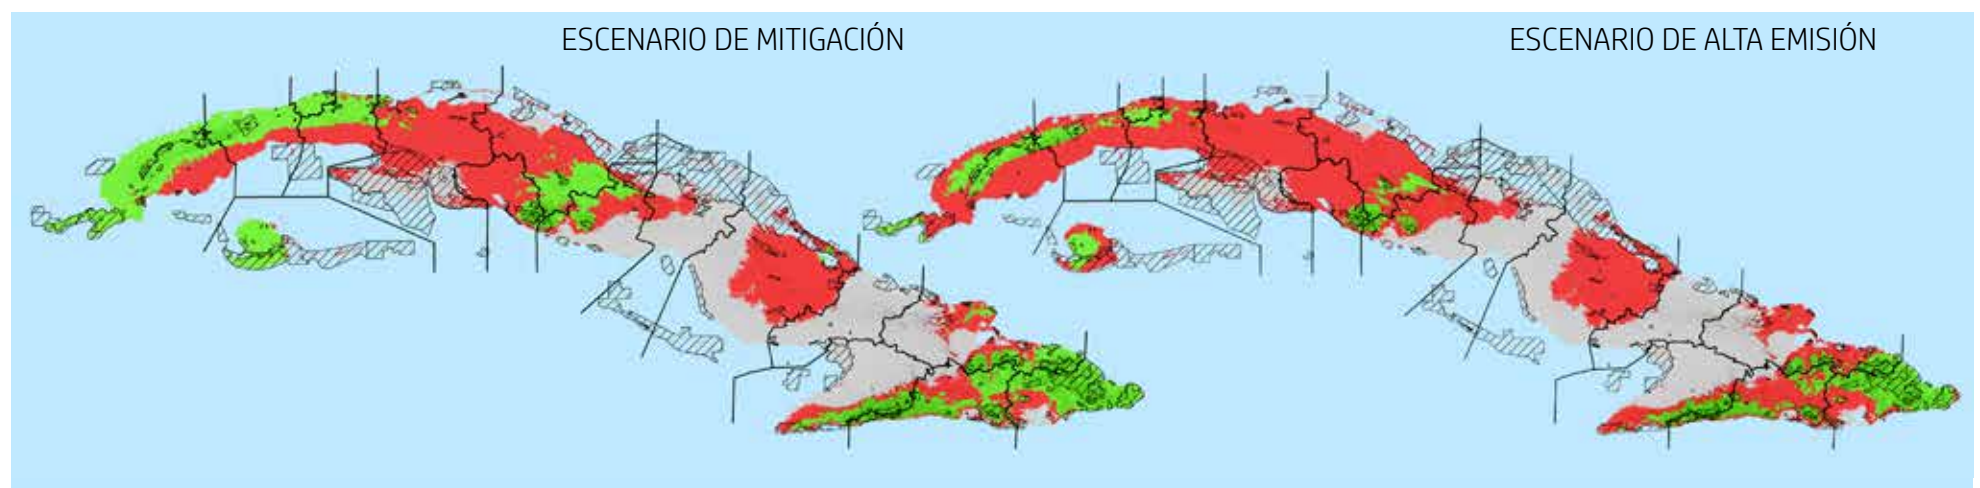 ESCENARIO DE MITIGACIÓN
ESCENARIO DE ALTA EMISIÓN